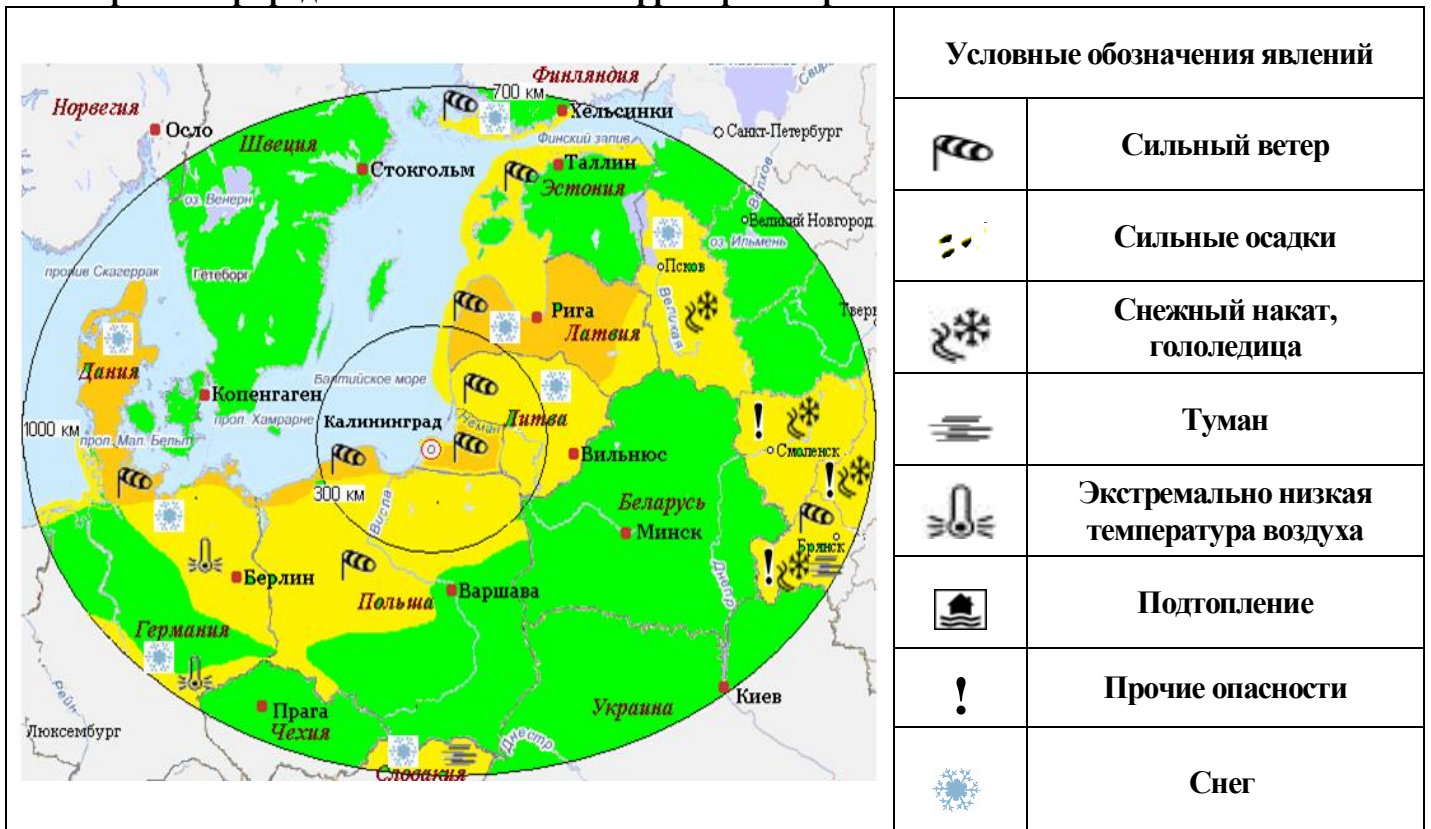 Условные обозначения явлений
Сильный ветер
Сильные осадки
Снежный накат,
гололедица
Туман
Экстремально низкая
температура воздуха
Подтопление
!
Прочие опасности
Снег
Финляндия
700 км
Норвегия
Хельсинки
Осло
Санкт-Петербург
Швеция
Финский залив
Волхов
Стокгольм
Таллин
Эстония
оз. Венерн
Великий Новгород
оз. Ильмень
пролив Скагеррак
Гетеборг
Псков
Великая
Рига
Латвия
Дания
Балтийское море
Копенгаген
прол. Хамрарне
Калининград
Неман
Литва
1000 км
прол. Мал. Бельт
!
Смоленск
Вильнюс
300 км
Висла
Беларусь
!
Минск
Брянск
!
Берлин
Днепр
Польша
Варшава
Германия
Рейн
Киев
Прага
Украина
Чехия
Люксембург
Днестр
Словакия